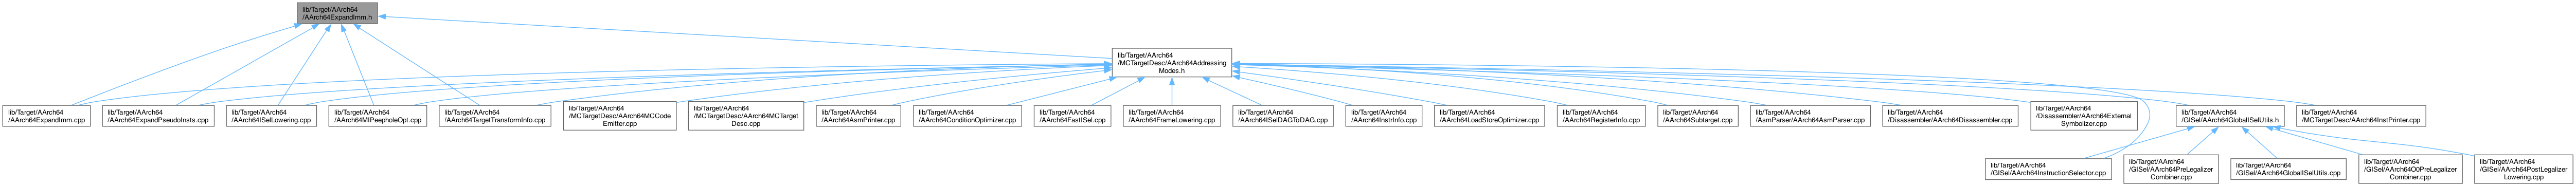 lib/Target/AArch64
/AArch64ExpandImm.h
lib/Target/AArch64
/MCTargetDesc/AArch64Addressing
Modes.h
lib/Target/AArch64
/AArch64ExpandImm.cpp
lib/Target/AArch64
/AArch64ExpandPseudoInsts.cpp
lib/Target/AArch64
/AArch64ISelLowering.cpp
lib/Target/AArch64
/AArch64MIPeepholeOpt.cpp
lib/Target/AArch64
/AArch64TargetTransformInfo.cpp
lib/Target/AArch64
/MCTargetDesc/AArch64MCCode
Emitter.cpp
lib/Target/AArch64
/MCTargetDesc/AArch64MCTarget
Desc.cpp
lib/Target/AArch64
/AArch64AsmPrinter.cpp
lib/Target/AArch64
/AArch64ConditionOptimizer.cpp
lib/Target/AArch64
/AArch64FastISel.cpp
lib/Target/AArch64
/AArch64FrameLowering.cpp
lib/Target/AArch64
/AArch64ISelDAGToDAG.cpp
lib/Target/AArch64
/AArch64InstrInfo.cpp
lib/Target/AArch64
/AArch64LoadStoreOptimizer.cpp
lib/Target/AArch64
/AArch64RegisterInfo.cpp
lib/Target/AArch64
/AArch64Subtarget.cpp
lib/Target/AArch64
/AsmParser/AArch64AsmParser.cpp
lib/Target/AArch64
/Disassembler/AArch64Disassembler.cpp
lib/Target/AArch64
/Disassembler/AArch64External
Symbolizer.cpp
lib/Target/AArch64
/GISel/AArch64GlobalISelUtils.h
lib/Target/AArch64
/MCTargetDesc/AArch64InstPrinter.cpp
lib/Target/AArch64
/GISel/AArch64InstructionSelector.cpp
lib/Target/AArch64
/GISel/AArch64PreLegalizer
Combiner.cpp
lib/Target/AArch64
/GISel/AArch64GlobalISelUtils.cpp
lib/Target/AArch64
/GISel/AArch64O0PreLegalizer
Combiner.cpp
lib/Target/AArch64
/GISel/AArch64PostLegalizer
Lowering.cpp